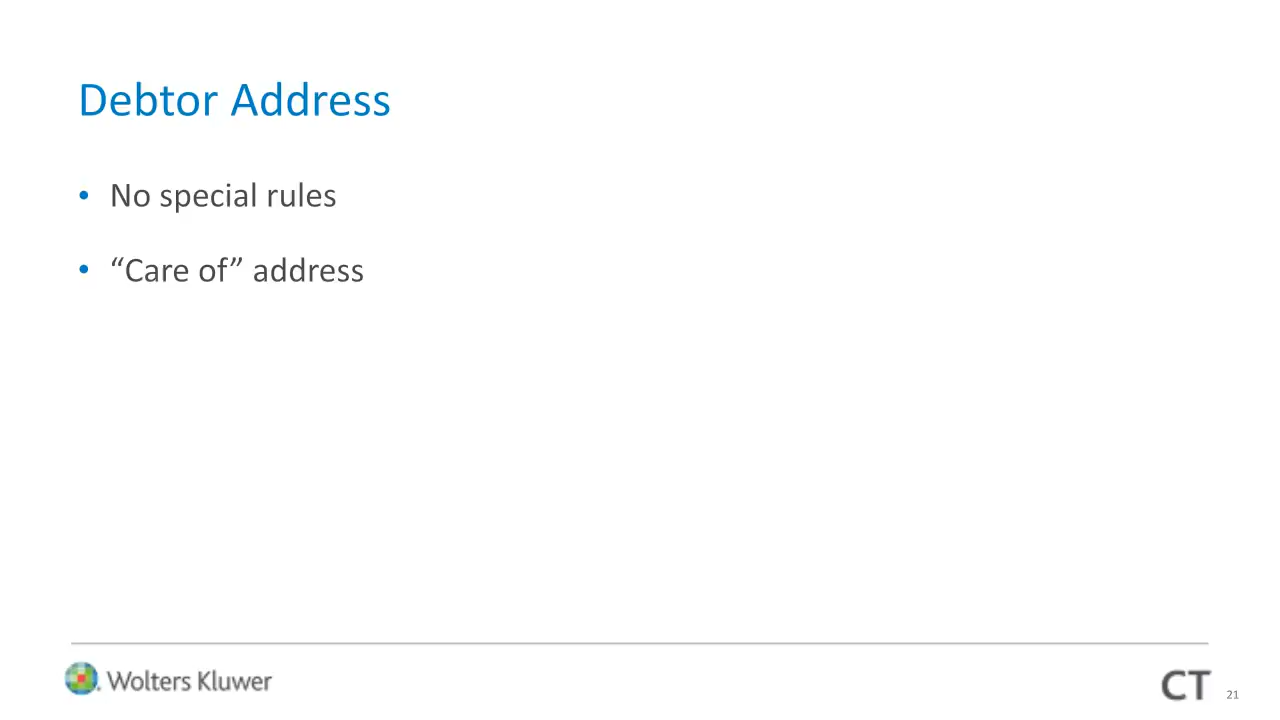 Debtor Address
• No special rules
• “Care of” address
Wolters Kluwer
CT
21